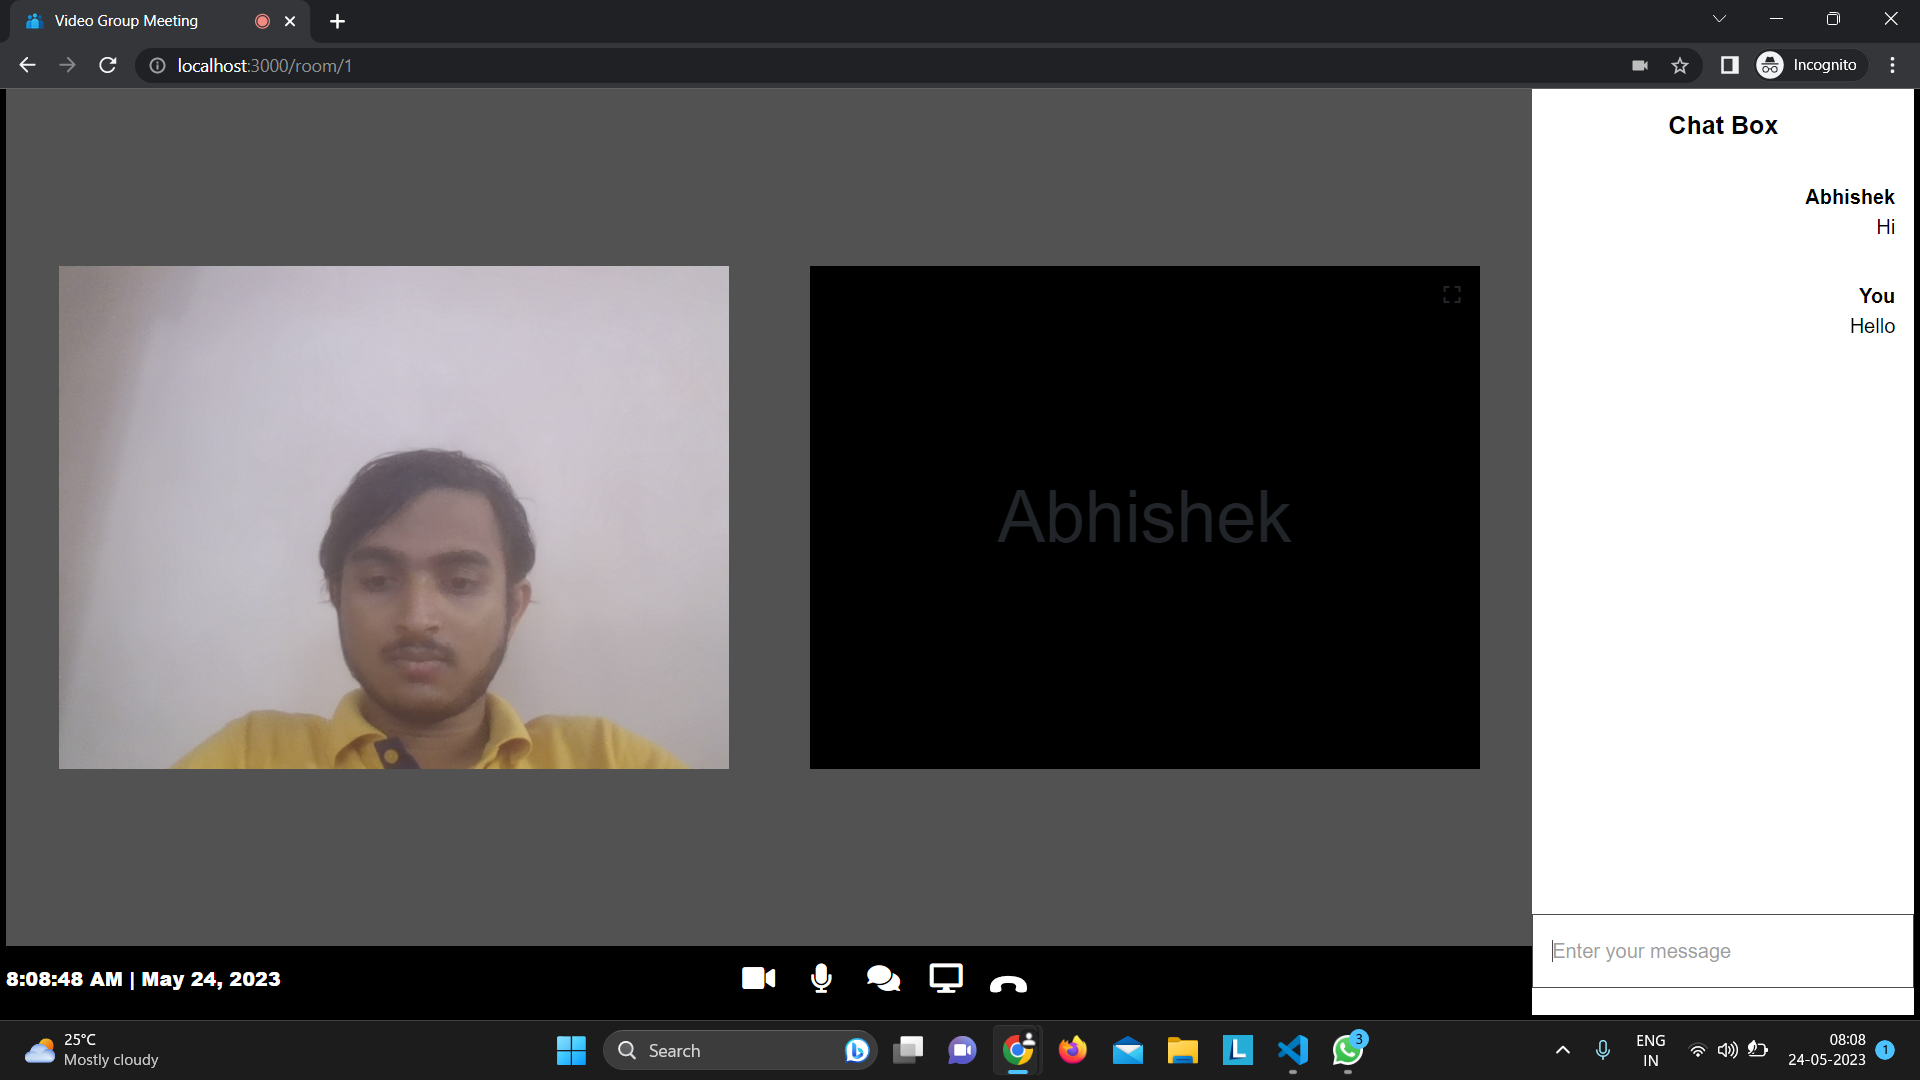 Video Group Meeting
localhost:3000/room/1
Incognito
Chat Box
Abhishek
Hi
You
Hello
Abhishek
Enter your message
8:08:48 AM | May 24, 2023
25°C
Mostly cloudy
Search
L
3
ENG
IN
08:08
24-05-2023
1